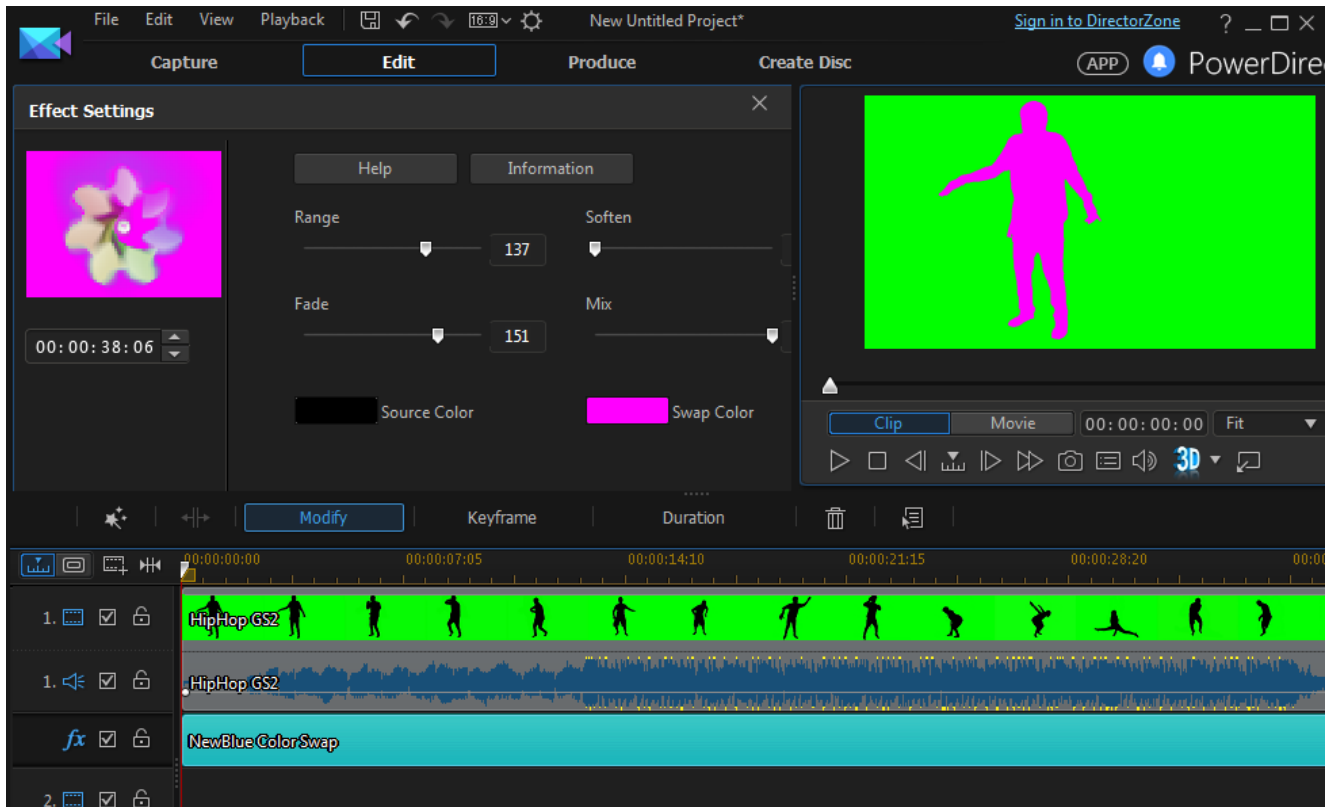 File Edit View Playback 16:9 New Untitled Project* Sign in to DirectorZone ?
Capture Edit Produce Create Disc APP PowerDire
Effect Settings
Help Information
Range Soften
137
Fade Mix
151
00:00:38:06
Source Color Swap Color
Clip Movie 00:00:00:00 Fit
3D
Modify Keyframe Duration
00:00:00:00 00:00:07:05 00:00:14:10 00:00:21:15 00:00:28:20 00:00
1. HipHop GS2
1. HipHop GS2
fx NewBlue Color Swap
2.